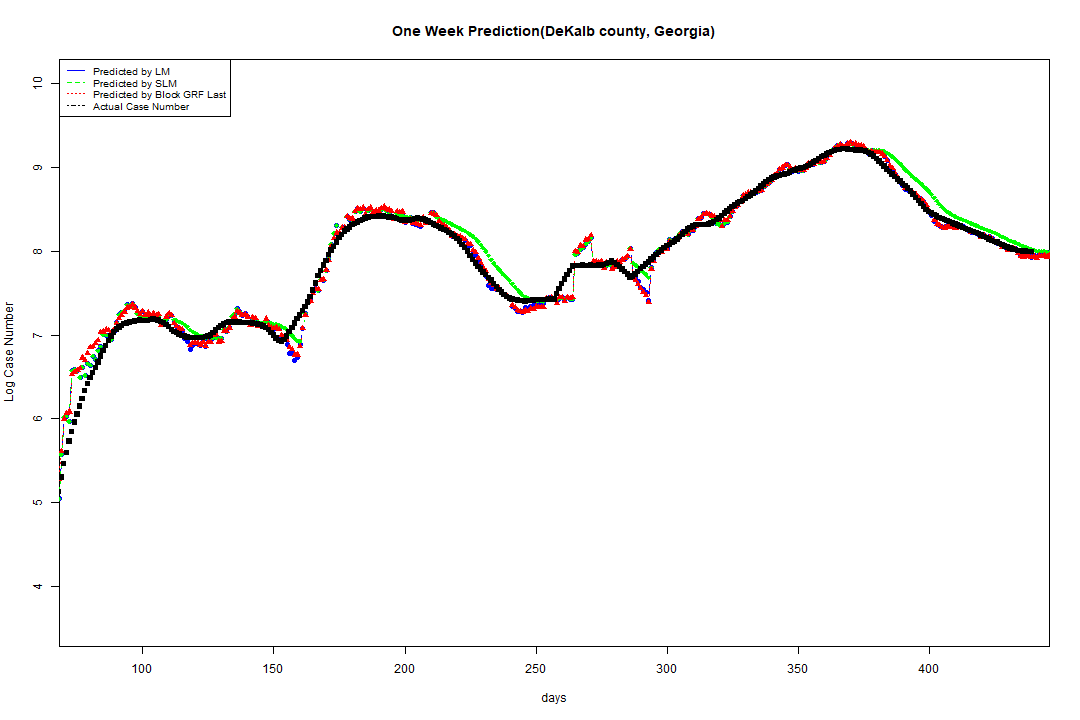 One Week Prediction(DeKalb county, Georgia)
Predicted by LM
Predicted by SLM
Predicted by Block GRF Last
Actual Case Number
10
9
8
7
6
5
4
Log Case Number
100 150 200 250 300 350 400
days